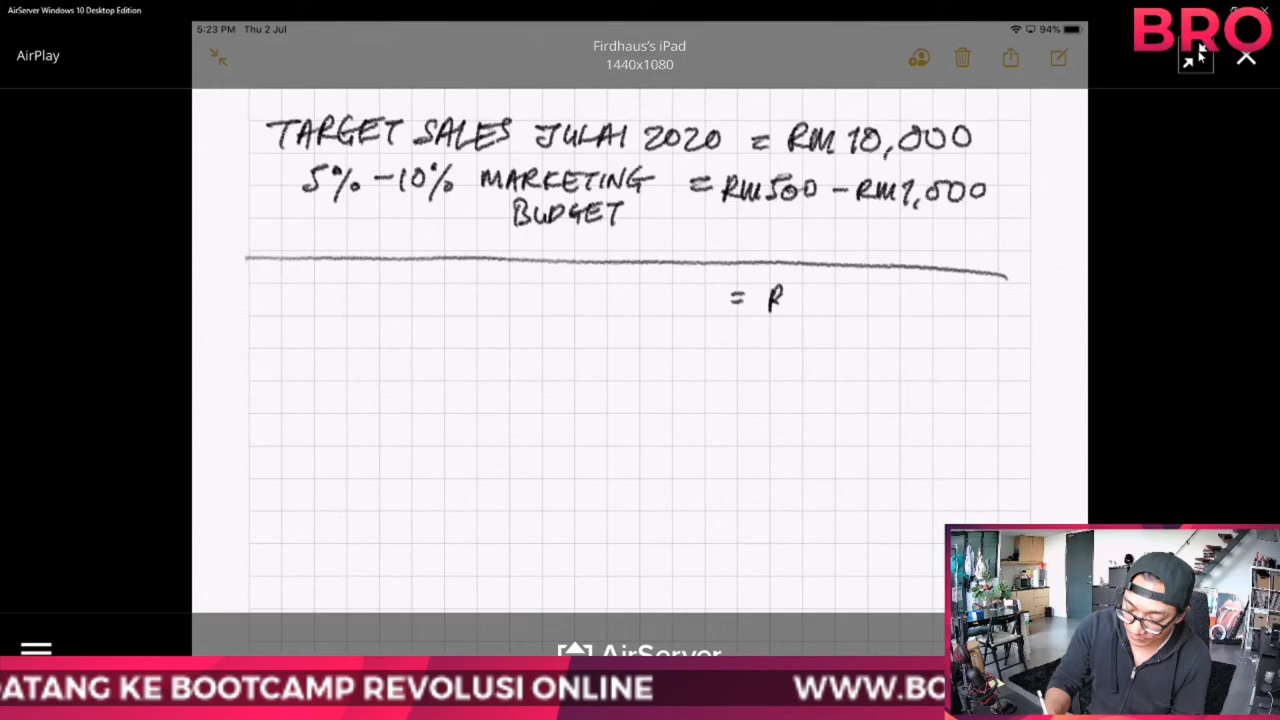 AirServer Windows 10 Desktop Edition
BRO
5:23 PM Thu 2 Jul
94%
AirPlay
Firdhaus's iPad
1440x1080
TARGET SALES JULAI 2020 = RM 10,000
5% - 10% MARKETING = RM500 - RM1,000
BUDGET
= R
AirServer
DATANG KE BOOTCAMP REVOLUSI ONLINE WWW.BO